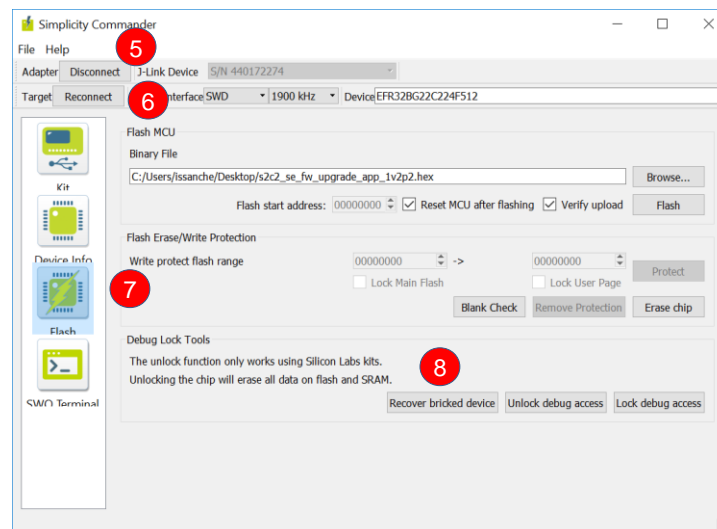 Simplicity Commander
File Help
5
Adapter Disconnect J-Link Device S/N 440172274
Target Reconnect 6 nterface SWD 1900 kHz Device EFR32BG22C224F512
Kit
Device Info
7
Flash
SWO Terminal
Flash MCU
Binary File
C:/Users/issanche/Desktop/s2c2_se_fw_upgrade_app_1v2p2.hex Browse...
Flash start address: 00000000 Reset MCU after flashing Verify upload Flash
Flash Erase/Write Protection
Write protect flash range 00000000 -> 00000000 Protect
Lock Main Flash Lock User Page
Blank Check Remove Protection Erase chip
Debug Lock Tools
The unlock function only works using Silicon Labs kits.
8
Unlocking the chip will erase all data on flash and SRAM.
Recover bricked device Unlock debug access Lock debug access